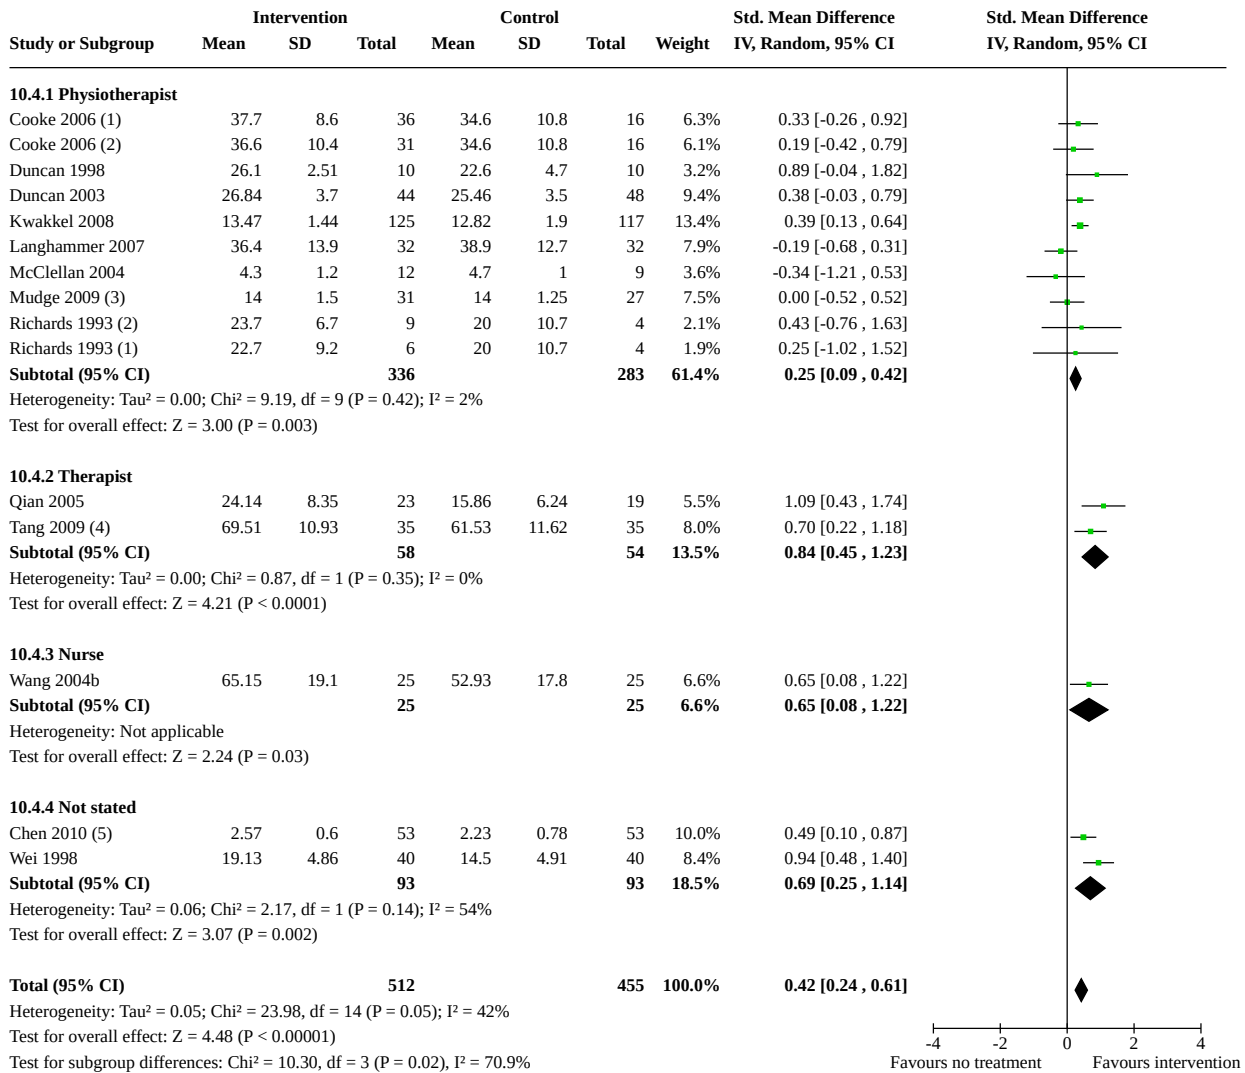 Intervention Control Std. Mean Difference Std. Mean Difference
Study or Subgroup Mean SD Total Mean SD Total Weight IV, Random, 95% CI IV, Random, 95% CI
10.4.1 Physiotherapist
Cooke 2006 (1) 37.7 8.6 36 34.6 10.8 16 6.3% 0.33 [-0.26 , 0.92]
Cooke 2006 (2) 36.6 10.4 31 34.6 10.8 16 6.1% 0.19 [-0.42 , 0.79]
Duncan 1998 26.1 2.51 10 22.6 4.7 10 3.2% 0.89 [-0.04 , 1.82]
Duncan 2003 26.84 3.7 44 25.46 3.5 48 9.4% 0.38 [-0.03 , 0.79]
Kwakkel 2008 13.47 1.44 125 12.82 1.9 117 13.4% 0.39 [0.13 , 0.64]
Langhammer 2007 36.4 13.9 32 38.9 12.7 32 7.9% -0.19 [-0.68 , 0.31]
McClellan 2004 4.3 1.2 12 4.7 1 9 3.6% -0.34 [-1.21 , 0.53]
Mudge 2009 (3) 14 1.5 31 14 1.25 27 7.5% 0.00 [-0.52 , 0.52]
Richards 1993 (2) 23.7 6.7 9 20 10.7 4 2.1% 0.43 [-0.76 , 1.63]
Richards 1993 (1) 22.7 9.2 6 20 10.7 4 1.9% 0.25 [-1.02 , 1.52]
Subtotal (95% CI) 336 283 61.4% 0.25 [0.09 , 0.42]
Heterogeneity: Tau² = 0.00; Chi² = 9.19, df = 9 (P = 0.42); I² = 2%
Test for overall effect: Z = 3.00 (P = 0.003)
10.4.2 Therapist
Qian 2005 24.14 8.35 23 15.86 6.24 19 5.5% 1.09 [0.43 , 1.74]
Tang 2009 (4) 69.51 10.93 35 61.53 11.62 35 8.0% 0.70 [0.22 , 1.18]
Subtotal (95% CI) 58 54 13.5% 0.84 [0.45 , 1.23]
Heterogeneity: Tau² = 0.00; Chi² = 0.87, df = 1 (P = 0.35); I² = 0%
Test for overall effect: Z = 4.21 (P < 0.0001)
10.4.3 Nurse
Wang 2004b 65.15 19.1 25 52.93 17.8 25 6.6% 0.65 [0.08 , 1.22]
Subtotal (95% CI) 25 25 6.6% 0.65 [0.08 , 1.22]
Heterogeneity: Not applicable
Test for overall effect: Z = 2.24 (P = 0.03)
10.4.4 Not stated
Chen 2010 (5) 2.57 0.6 53 2.23 0.78 53 10.0% 0.49 [0.10 , 0.87]
Wei 1998 19.13 4.86 40 14.5 4.91 40 8.4% 0.94 [0.48 , 1.40]
Subtotal (95% CI) 93 93 18.5% 0.69 [0.25 , 1.14]
Heterogeneity: Tau² = 0.06; Chi² = 2.17, df = 1 (P = 0.14); I² = 54%
Test for overall effect: Z = 3.07 (P = 0.002)
Total (95% CI) 512 455 100.0% 0.42 [0.24 , 0.61]
Heterogeneity: Tau² = 0.05; Chi² = 23.98, df = 14 (P = 0.05); I² = 42%
Test for overall effect: Z = 4.48 (P < 0.00001)
-4 -2 0 2 4
Test for subgroup differences: Chi² = 10.30, df = 3 (P = 0.02), I² = 70.9% Favours no treatment Favours intervention